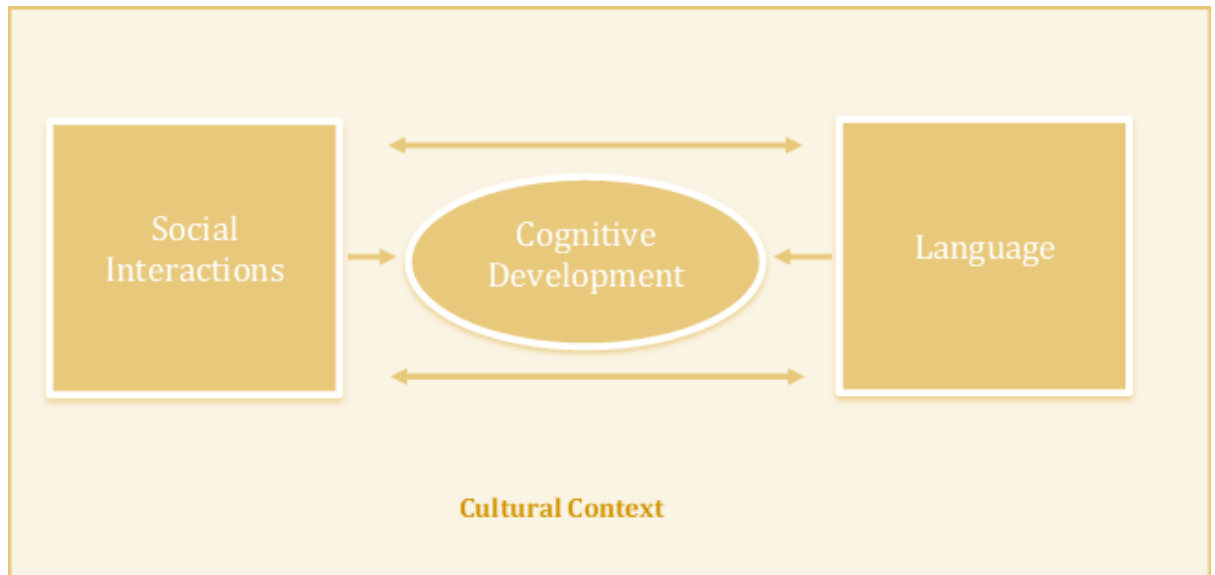 Social
Interactions
Cognitive
Development
Language
Cultural Context